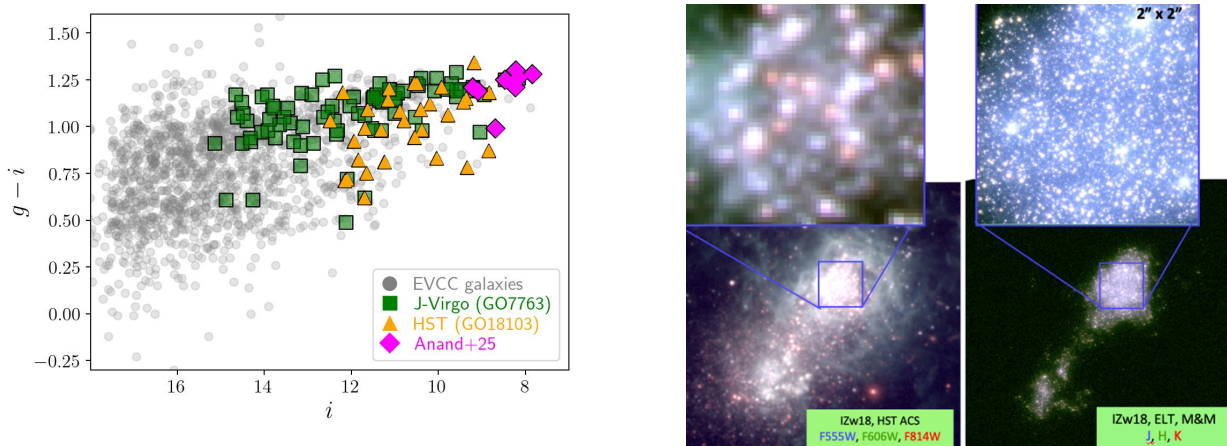 1.50
1.25
1.00
0.75
0.50
0.25
0.00
−0.25
g − i
16
14
12
10
8
i
EVCC galaxies
J-Virgo (GO7763)
HST (GO18103)
Anand+25
2” x 2”
IZw18, HST ACS
F555W, F606W, F814W
IZw18, ELT, M&M
J, H, K